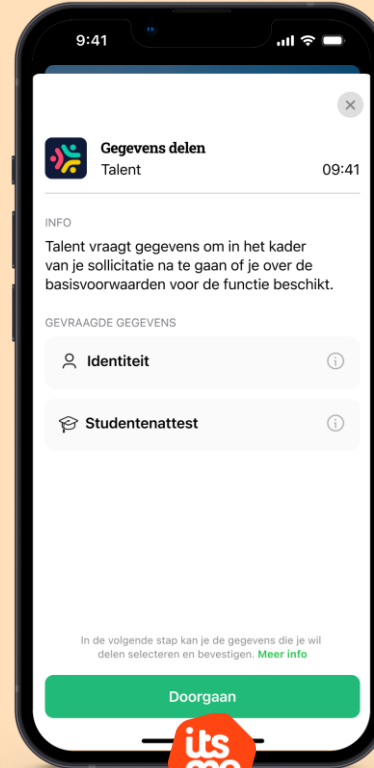 9:41
Gegevens delen
Talent 09:41
INFO
Talent vraagt gegevens om in het kader
van je sollicitatie na te gaan of je over de
basisvoorwaarden voor de functie beschikt.
GEVRAAGDE GEGEVENS
Identiteit
Studentenattest
In de volgende stap kan je de gegevens die je wil
delen selecteren en bevestigen. Meer info
Doorgaan
its
me